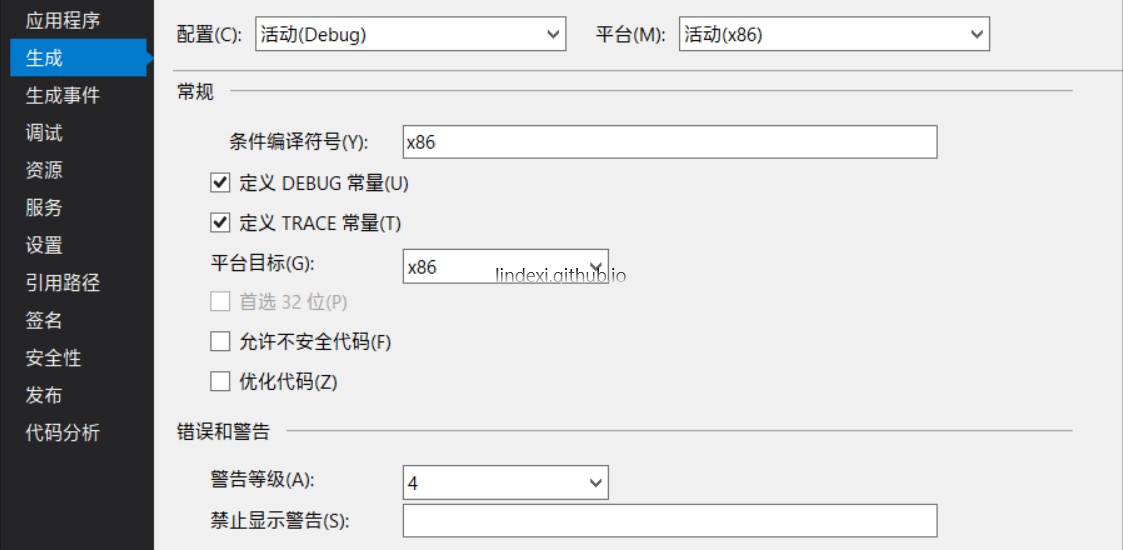 应用程序
生成
生成事件
调试
资源
服务
设置
引用路径
签名
安全性
发布
代码分析
配置(C): 活动(Debug) 平台(M): 活动(x86)
常规
条件编译符号(Y): x86
定义 DEBUG 常量(U)
定义 TRACE 常量(T)
平台目标(G): x86
lindexi.github.io
首选 32 位(P)
允许不安全代码(F)
优化代码(Z)
错误和警告
警告等级(A): 4
禁止显示警告(S):